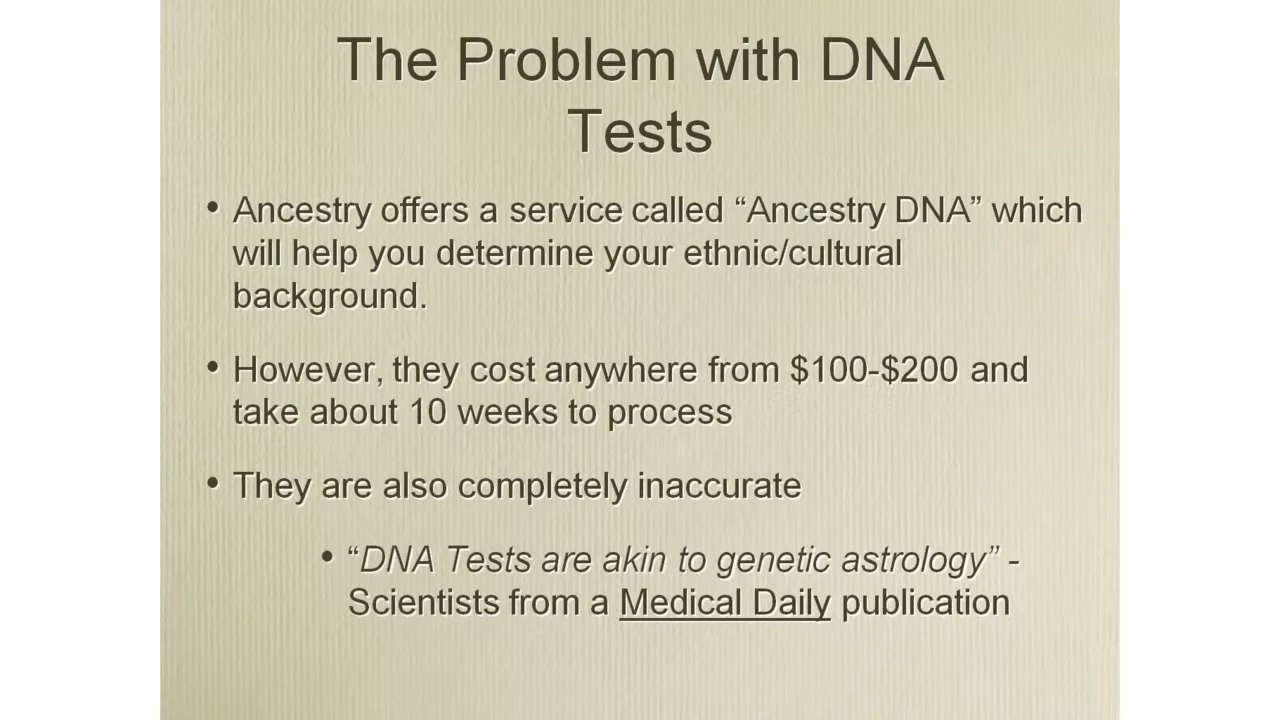 The Problem with DNA
Tests
• Ancestry offers a service called “Ancestry DNA” which
will help you determine your ethnic/cultural
background.
• However, they cost anywhere from $100-$200 and
take about 10 weeks to process
• They are also completely inaccurate
• “DNA Tests are akin to genetic astrology” -
Scientists from a Medical Daily publication